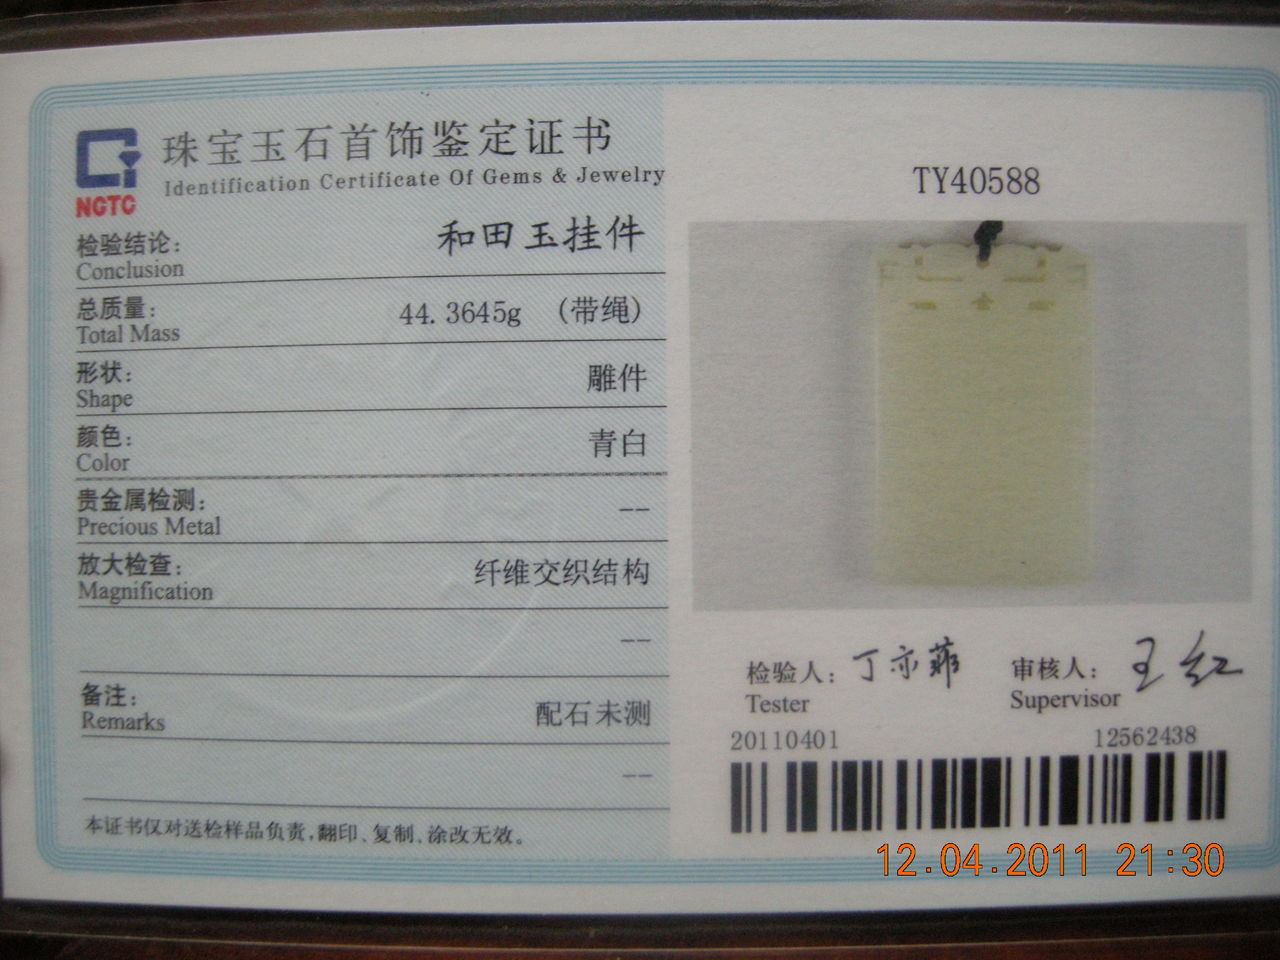 珠宝玉石首饰鉴定证书
Identification Certificate Of Gems & Jewelry
NGTC
检验结论: 和田玉挂件
Conclusion
总质量: 44.3645g (带绳)
Total Mass
形状: 雕件
Shape
颜色: 青白
Color
贵金属检测: --
Precious Metal
放大检查: 纤维交织结构
Magnification
--
备注: 配石未测
Remarks
--
本证书仅对送检样品负责,翻印、复制、涂改无效。
TY40588
检验人: 丁亦菲 审核人: 王红
Tester Supervisor
20110401 12562438
12.04.2011 21:30